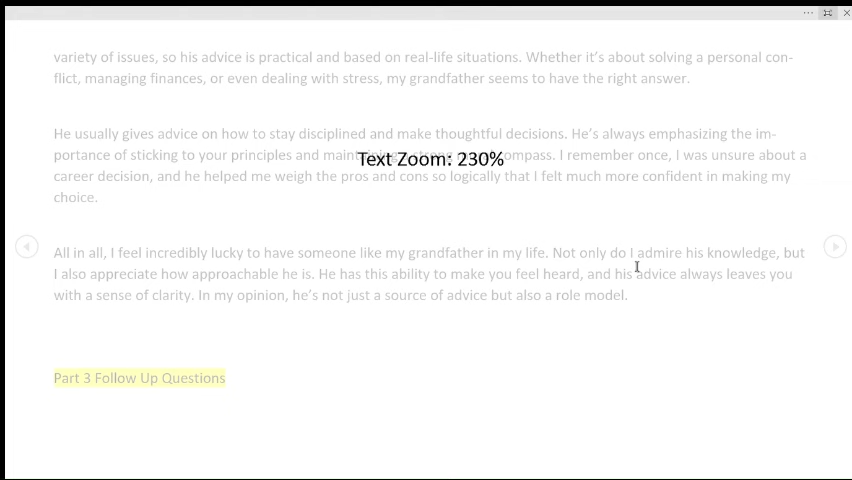 variety of issues, so his advice is practical and based on real-life situations. Whether it’s about solving a personal con-
flict, managing finances, or even dealing with stress, my grandfather seems to have the right answer.
He usually gives advice on how to stay disciplined and make thoughtful decisions. He’s always emphasizing the im-
portance of sticking to your principles and maintaining a strong compass. I remember once, I was unsure about a
Text Zoom: 230%
career decision, and he helped me weigh the pros and cons so logically that I felt much more confident in making my
choice.
All in all, I feel incredibly lucky to have someone like my grandfather in my life. Not only do I admire his knowledge, but
I also appreciate how approachable he is. He has this ability to make you feel heard, and his advice always leaves you
with a sense of clarity. In my opinion, he’s not just a source of advice but also a role model.
Part 3 Follow Up Questions